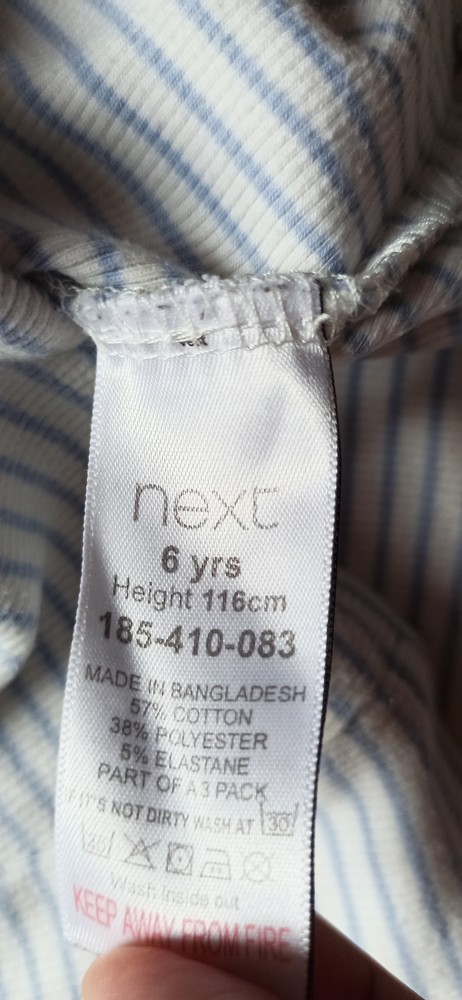 next
6 yrs
Height 116cm
185-410-083
MADE IN BANGLADESH
57% COTTON
38% POLYESTER
5% ELASTANE
PART OF A 3 PACK
IF IT'S NOT DIRTY WASH AT 30
Wash inside out
KEEP AWAY FROM FIRE